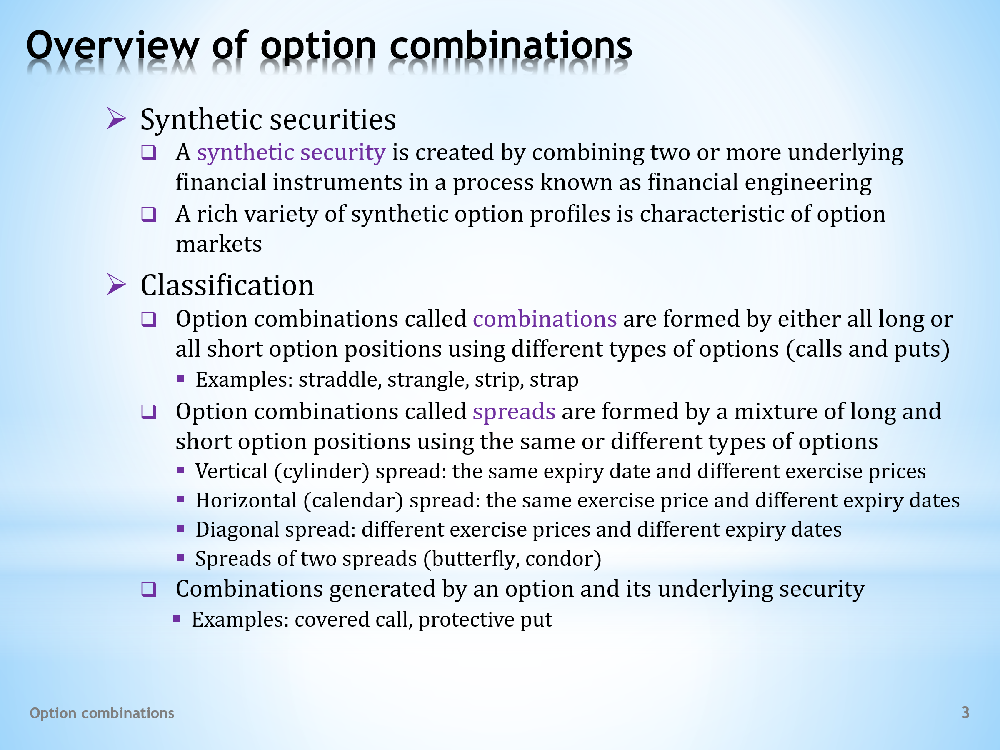 Overview of option combinations
Synthetic securities
A synthetic security is created by combining two or more underlying
financial instruments in a process known as financial engineering
A rich variety of synthetic option profiles is characteristic of option
markets
Classification
Option combinations called combinations are formed by either all long or
all short option positions using different types of options (calls and puts)
Examples: straddle, strangle, strip, strap
Option combinations called spreads are formed by a mixture of long and
short option positions using the same or different types of options
Vertical (cylinder) spread: the same expiry date and different exercise prices
Horizontal (calendar) spread: the same exercise price and different expiry dates
Diagonal spread: different exercise prices and different expiry dates
Spreads of two spreads (butterfly, condor)
Combinations generated by an option and its underlying security
Examples: covered call, protective put
Option combinations
3